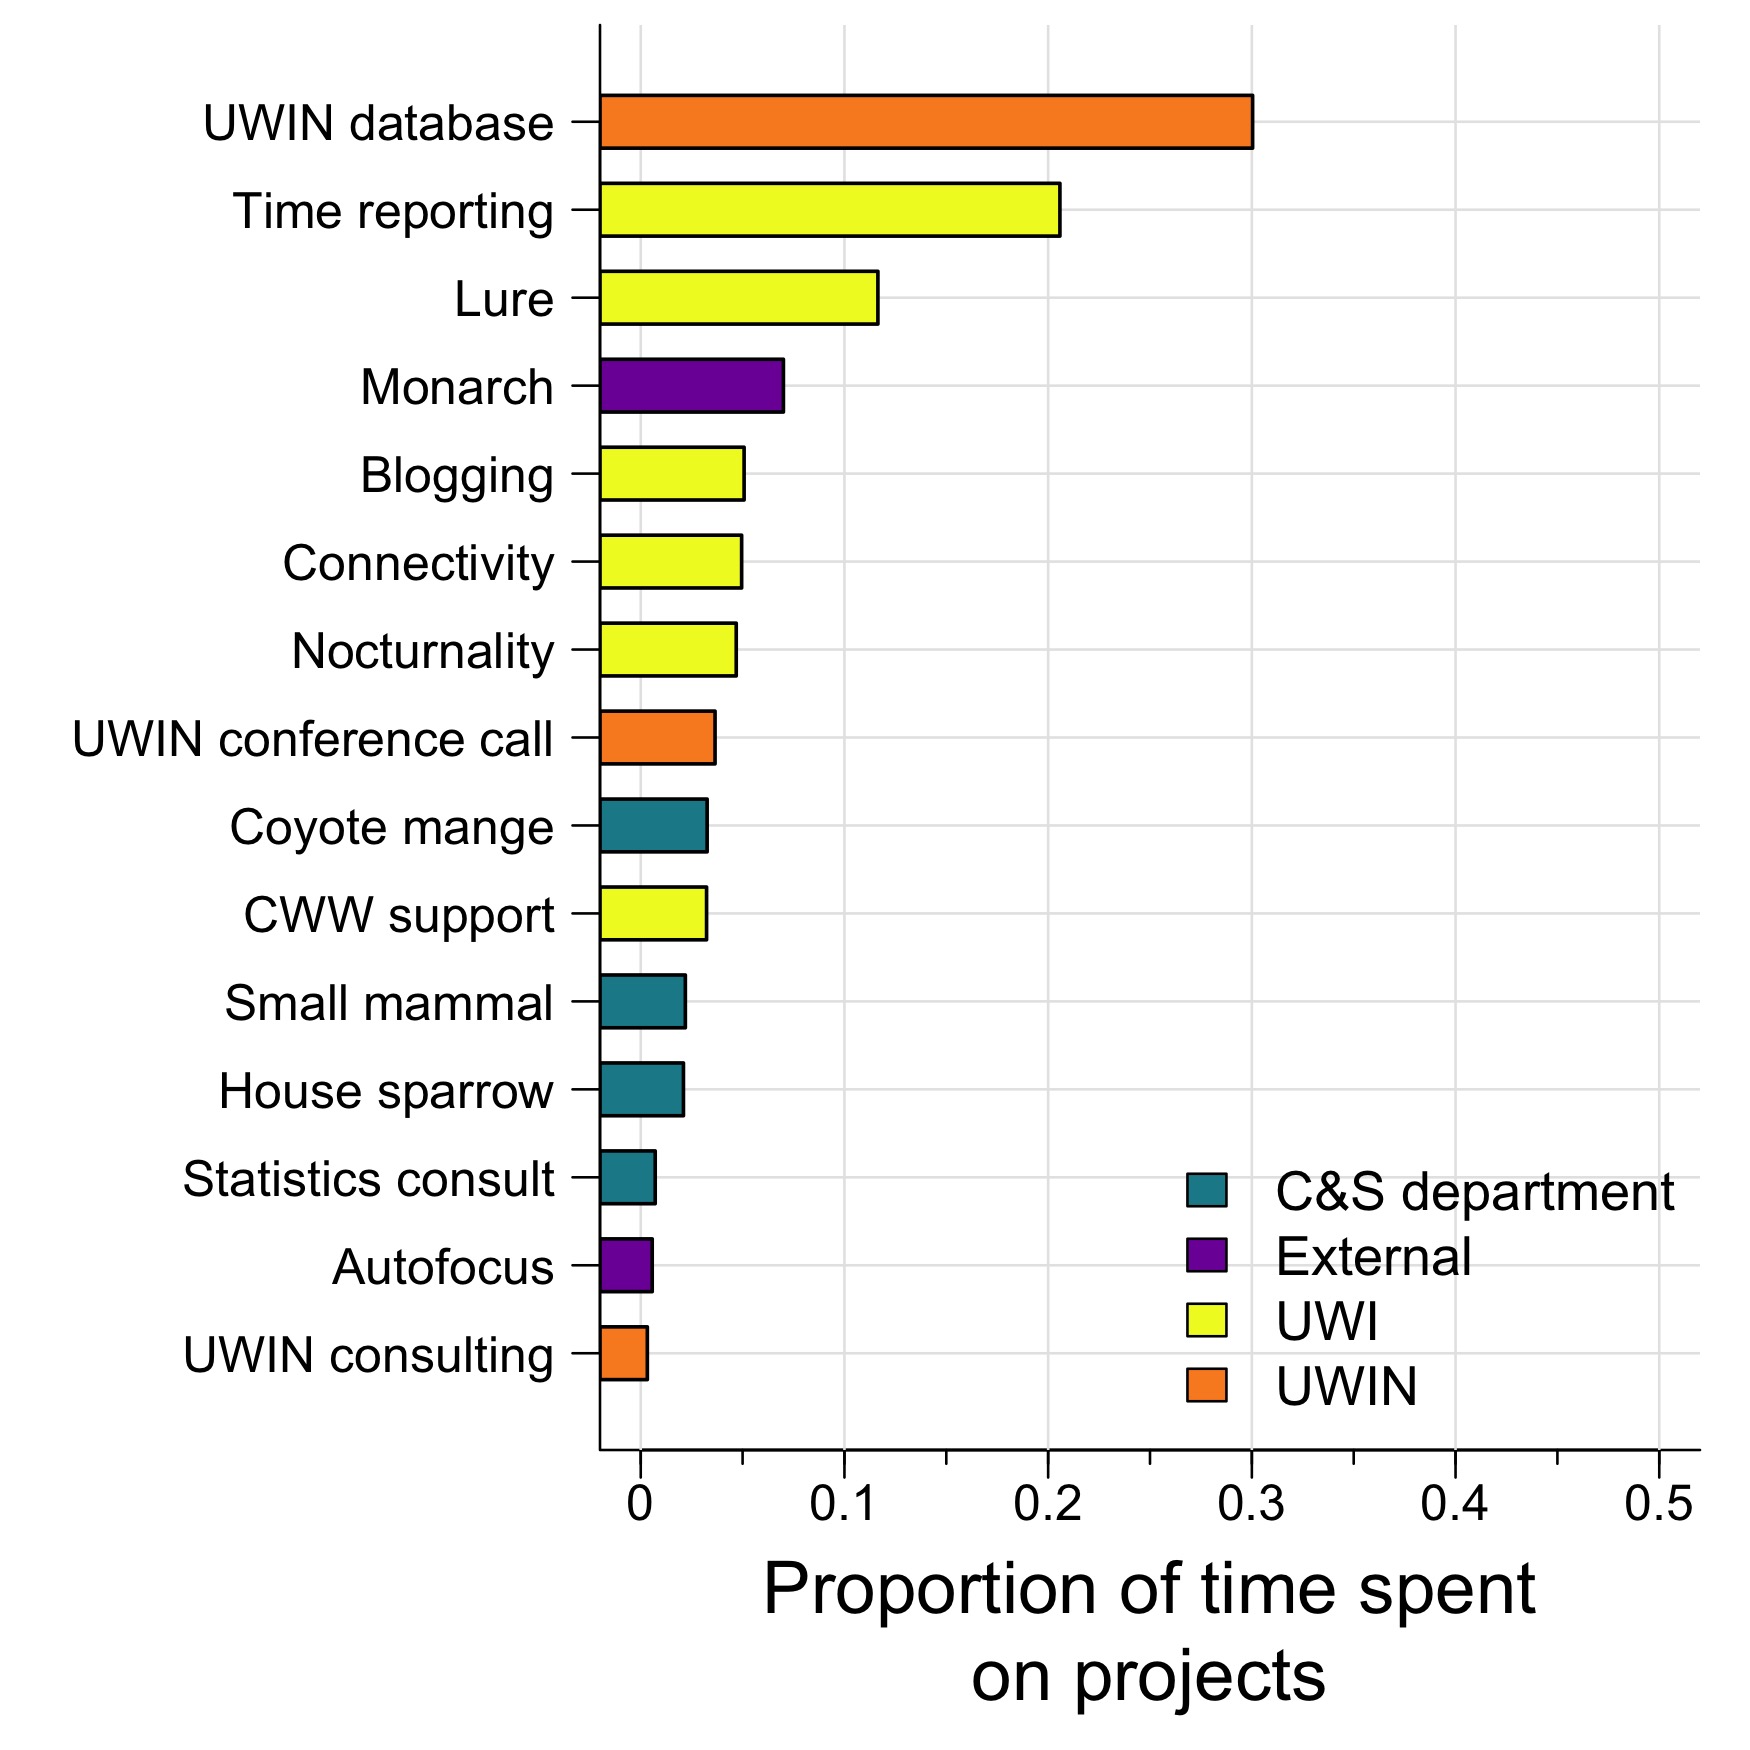 UWIN database
Time reporting
Lure
Monarch
Blogging
Connectivity
Nocturnality
UWIN conference call
Coyote mange
CWW support
Small mammal
House sparrow
Statistics consult
Autofocus
UWIN consulting
C&S department
External
UWI
UWIN
0 0.1 0.2 0.3 0.4 0.5
Proportion of time spent
on projects